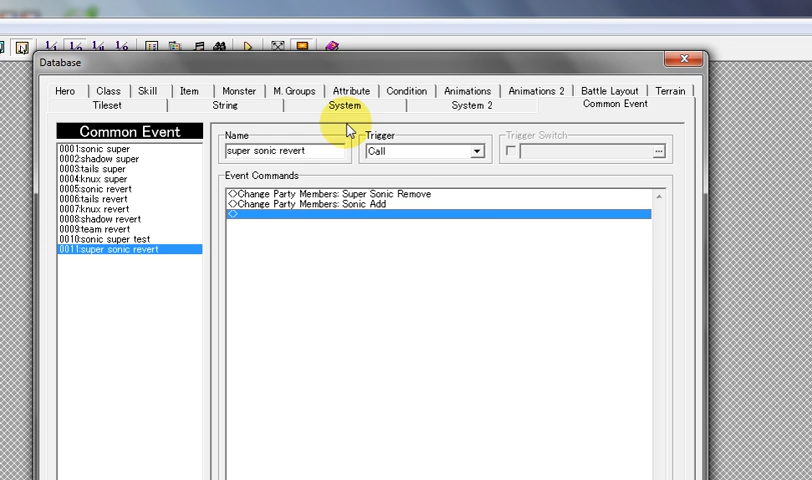 Database
Hero Class Skill Item Monster M. Groups Attribute Condition Animations Animations 2 Battle Layout Terrain
Tileset String System System 2 Common Event
Common Event
0001:sonic super
0002:shadow super
0003:tails super
0004:knux super
0005:sonic revert
0006:tails revert
0007:knux revert
0008:shadow revert
0009:team revert
0010:sonic super test
0011:super sonic revert
Name
super sonic revert
Trigger
Call
Trigger Switch
...
Event Commands
◇Change Party Members: Super Sonic Remove
◇Change Party Members: Sonic Add
◇